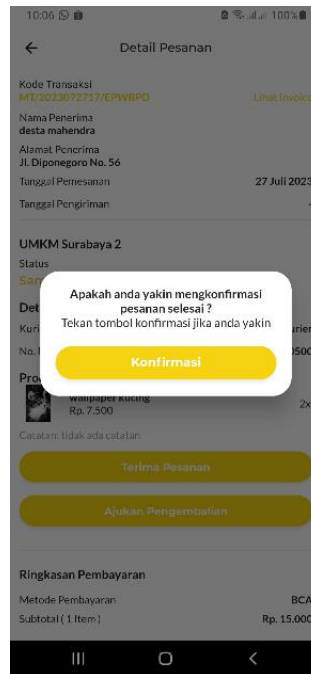 10:06
100%
Detail Pesanan
Kode Transaksi
MT/2023072717/EPWBPD Lihat Invoice
Nama Penerima
desta mahendra
Alamat Penerima
Jl. Diponegoro No. 56
Tanggal Pemesanan 27 Juli 2023
Tanggal Pengiriman -
UMKM Surabaya 2
Status
Apakah anda yakin mengkonfirmasi
pesanan selesai ?
Tekan tombol konfirmasi jika anda yakin
Konfirmasi
wallpaper kucing
Rp. 7.500 2x
Catatan: tidak ada catatan
Terima Pesanan
Ajukan Pengembalian
Ringkasan Pembayaran
Metode Pembayaran BCA
Subtotal ( 1 Item ) Rp. 15.000